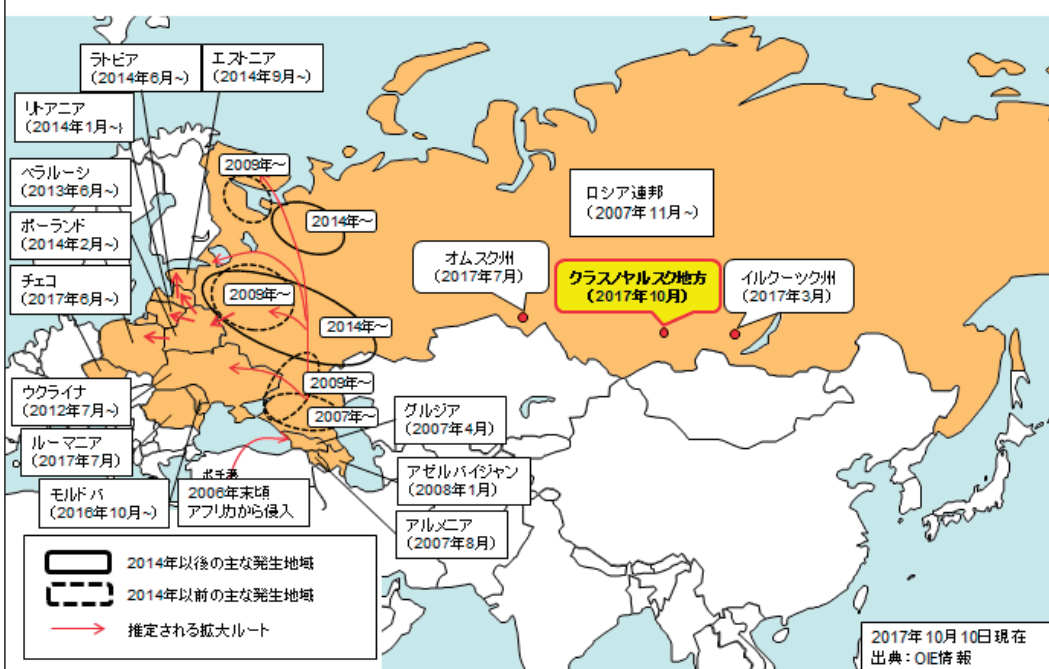 ラトビア
(2014年6月~)
エストニア
(2014年9月~)
リトアニア
(2014年1月~)
ベラルーシ
(2013年6月~)
ポーランド
(2014年2月~)
チェコ
(2017年6月~)
2009年~
2014年~
ロシア連邦
(2007年11月~)
オムスク州
(2017年7月)
クラスノヤルスク地方
(2017年10月)
イルクーツク州
(2017年3月)
2009年~
2014年~
2009年~
2007年~
ウクライナ
(2012年7月~)
ルーマニア
(2017年7月)
モルドバ
(2016年10月~)
ポチ港
2006年末頃
アフリカから侵入
グルジア
(2007年4月)
アゼルバイジャン
(2008年1月)
アルメニア
(2007年8月)
2014年以後の主な発生地域
2014年以前の主な発生地域
推定される拡大ルート
2017年10月10日現在
出典:OIE情報